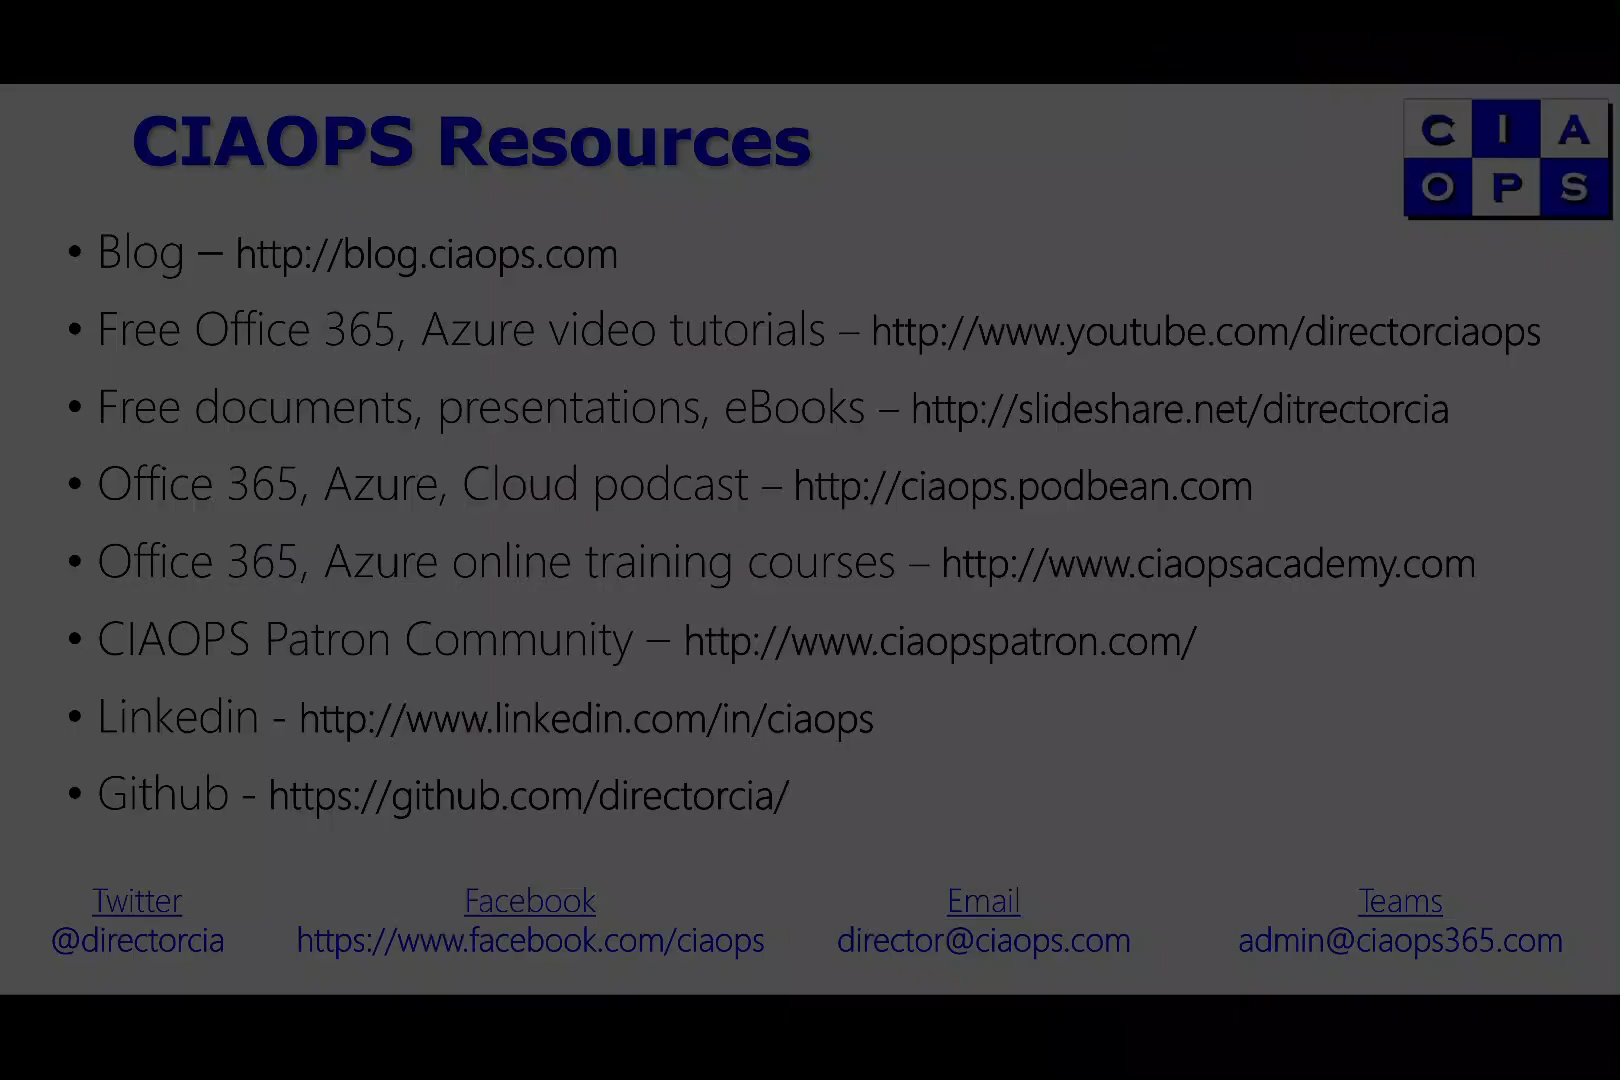 CIAOPS Resources
C I A
O P S
• Blog – http://blog.ciaops.com
• Free Office 365, Azure video tutorials – http://www.youtube.com/directorciaops
• Free documents, presentations, eBooks – http://slideshare.net/ditrectorcia
• Office 365, Azure, Cloud podcast – http://ciaops.podbean.com
• Office 365, Azure online training courses – http://www.ciaopsacademy.com
• CIAOPS Patron Community – http://www.ciaopspatron.com/
• Linkedin - http://www.linkedin.com/in/ciaops
• Github - https://github.com/directorcia/
Twitter Facebook Email Teams
@directorcia https://www.facebook.com/ciaops director@ciaops.com admin@ciaops365.com